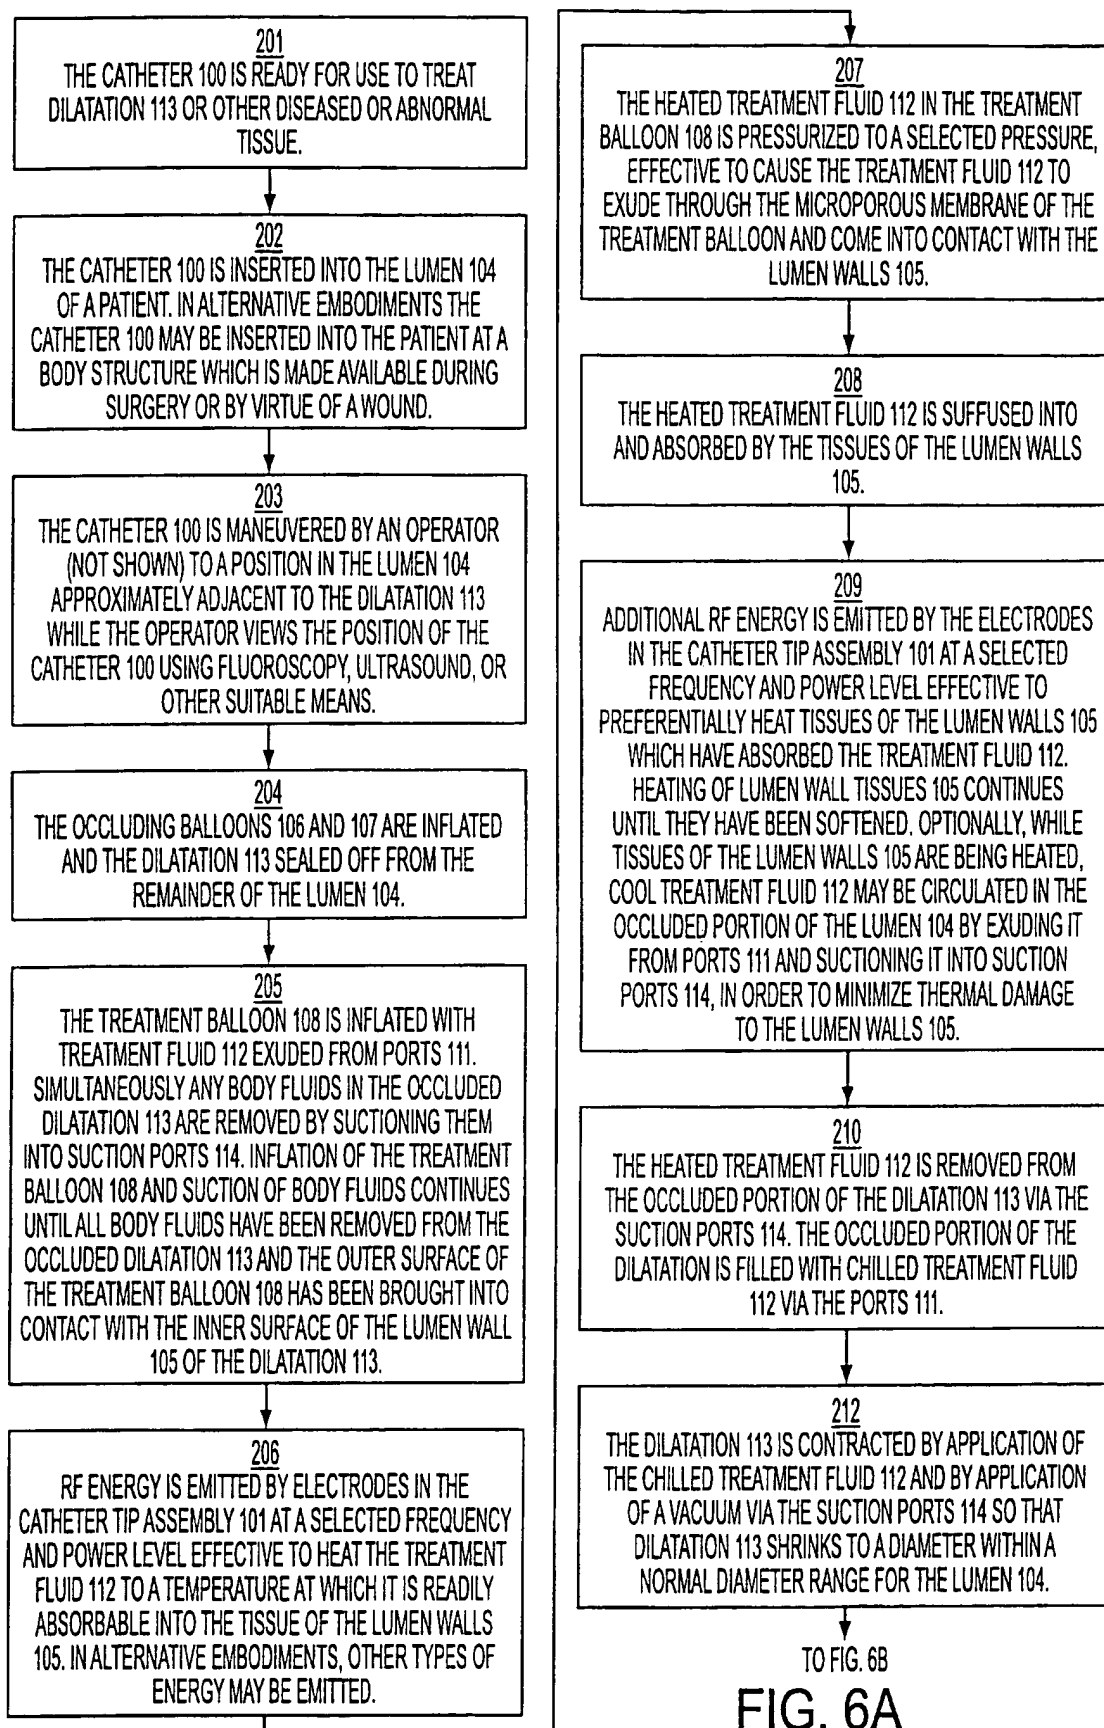 201
THE CATHETER 100 IS READY FOR USE TO TREAT
DILATATION 113 OR OTHER DISEASED OR ABNORMAL
TISSUE.
202
THE CATHETER 100 IS INSERTED INTO THE LUMEN 104
OF A PATIENT. IN ALTERNATIVE EMBODIMENTS THE
CATHETER 100 MAY BE INSERTED INTO THE PATIENT AT A
BODY STRUCTURE WHICH IS MADE AVAILABLE DURING
SURGERY OR BY VIRTUE OF A WOUND.
203
THE CATHETER 100 IS MANEUVERED BY AN OPERATOR
(NOT SHOWN) TO A POSITION IN THE LUMEN 104
APPROXIMATELY ADJACENT TO THE DILATATION 113
WHILE THE OPERATOR VIEWS THE POSITION OF THE
CATHETER 100 USING FLUOROSCOPY, ULTRASOUND, OR
OTHER SUITABLE MEANS.
204
THE OCCLUDING BALLOONS 106 AND 107 ARE INFLATED
AND THE DILATATION 113 SEALED OFF FROM THE
REMAINDER OF THE LUMEN 104.
205
THE TREATMENT BALLOON 108 IS INFLATED WITH
TREATMENT FLUID 112 EXUDED FROM PORTS 111.
SIMULTANEOUSLY ANY BODY FLUIDS IN THE OCCLUDED
DILATATION 113 ARE REMOVED BY SUCTIONING THEM
INTO SUCTION PORTS 114. INFLATION OF THE TREATMENT
BALLOON 108 AND SUCTION OF BODY FLUIDS CONTINUES
UNTIL ALL BODY FLUIDS HAVE BEEN REMOVED FROM THE
OCCLUDED DILATATION 113 AND THE OUTER SURFACE OF
THE TREATMENT BALLOON 108 HAS BEEN BROUGHT INTO
CONTACT WITH THE INNER SURFACE OF THE LUMEN WALL
105 OF THE DILATATION 113.
206
RF ENERGY IS EMITTED BY ELECTRODES IN THE
CATHETER TIP ASSEMBLY 101 AT A SELECTED FREQUENCY
AND POWER LEVEL EFFECTIVE TO HEAT THE TREATMENT
FLUID 112 TO A TEMPERATURE AT WHICH IT IS READILY
ABSORBABLE INTO THE TISSUE OF THE LUMEN WALLS
105. IN ALTERNATIVE EMBODIMENTS, OTHER TYPES OF
ENERGY MAY BE EMITTED.
207
THE HEATED TREATMENT FLUID 112 IN THE TREATMENT
BALLOON 108 IS PRESSURIZED TO A SELECTED PRESSURE,
EFFECTIVE TO CAUSE THE TREATMENT FLUID 112 TO
EXUDE THROUGH THE MICROPOROUS MEMBRANE OF THE
TREATMENT BALLOON AND COME INTO CONTACT WITH THE
LUMEN WALLS 105.
208
THE HEATED TREATMENT FLUID 112 IS SUFFUSED INTO
AND ABSORBED BY THE TISSUES OF THE LUMEN WALLS
105.
209
ADDITIONAL RF ENERGY IS EMITTED BY THE ELECTRODES
IN THE CATHETER TIP ASSEMBLY 101 AT A SELECTED
FREQUENCY AND POWER LEVEL EFFECTIVE TO
PREFERENTIALLY HEAT TISSUES OF THE LUMEN WALLS 105
WHICH HAVE ABSORBED THE TREATMENT FLUID 112.
HEATING OF LUMEN WALL TISSUES 105 CONTINUES
UNTIL THEY HAVE BEEN SOFTENED. OPTIONALLY, WHILE
TISSUES OF THE LUMEN WALLS 105 ARE BEING HEATED,
COOL TREATMENT FLUID 112 MAY BE CIRCULATED IN THE
OCCLUDED PORTION OF THE LUMEN 104 BY EXUDING IT
FROM PORTS 111 AND SUCTIONING IT INTO SUCTION
PORTS 114, IN ORDER TO MINIMIZE THERMAL DAMAGE
TO THE LUMEN WALLS 105.
210
THE HEATED TREATMENT FLUID 112 IS REMOVED FROM
THE OCCLUDED PORTION OF THE DILATATION 113 VIA THE
SUCTION PORTS 114. THE OCCLUDED PORTION OF THE
DILATATION IS FILLED WITH CHILLED TREATMENT FLUID
112 VIA THE PORTS 111.
212
THE DILATATION 113 IS CONTRACTED BY APPLICATION OF
THE CHILLED TREATMENT FLUID 112 AND BY APPLICATION
OF A VACUUM VIA THE SUCTION PORTS 114 SO THAT
DILATATION 113 SHRINKS TO A DIAMETER WITHIN A
NORMAL DIAMETER RANGE FOR THE LUMEN 104.
TO FIG. 6B
FIG. 6A